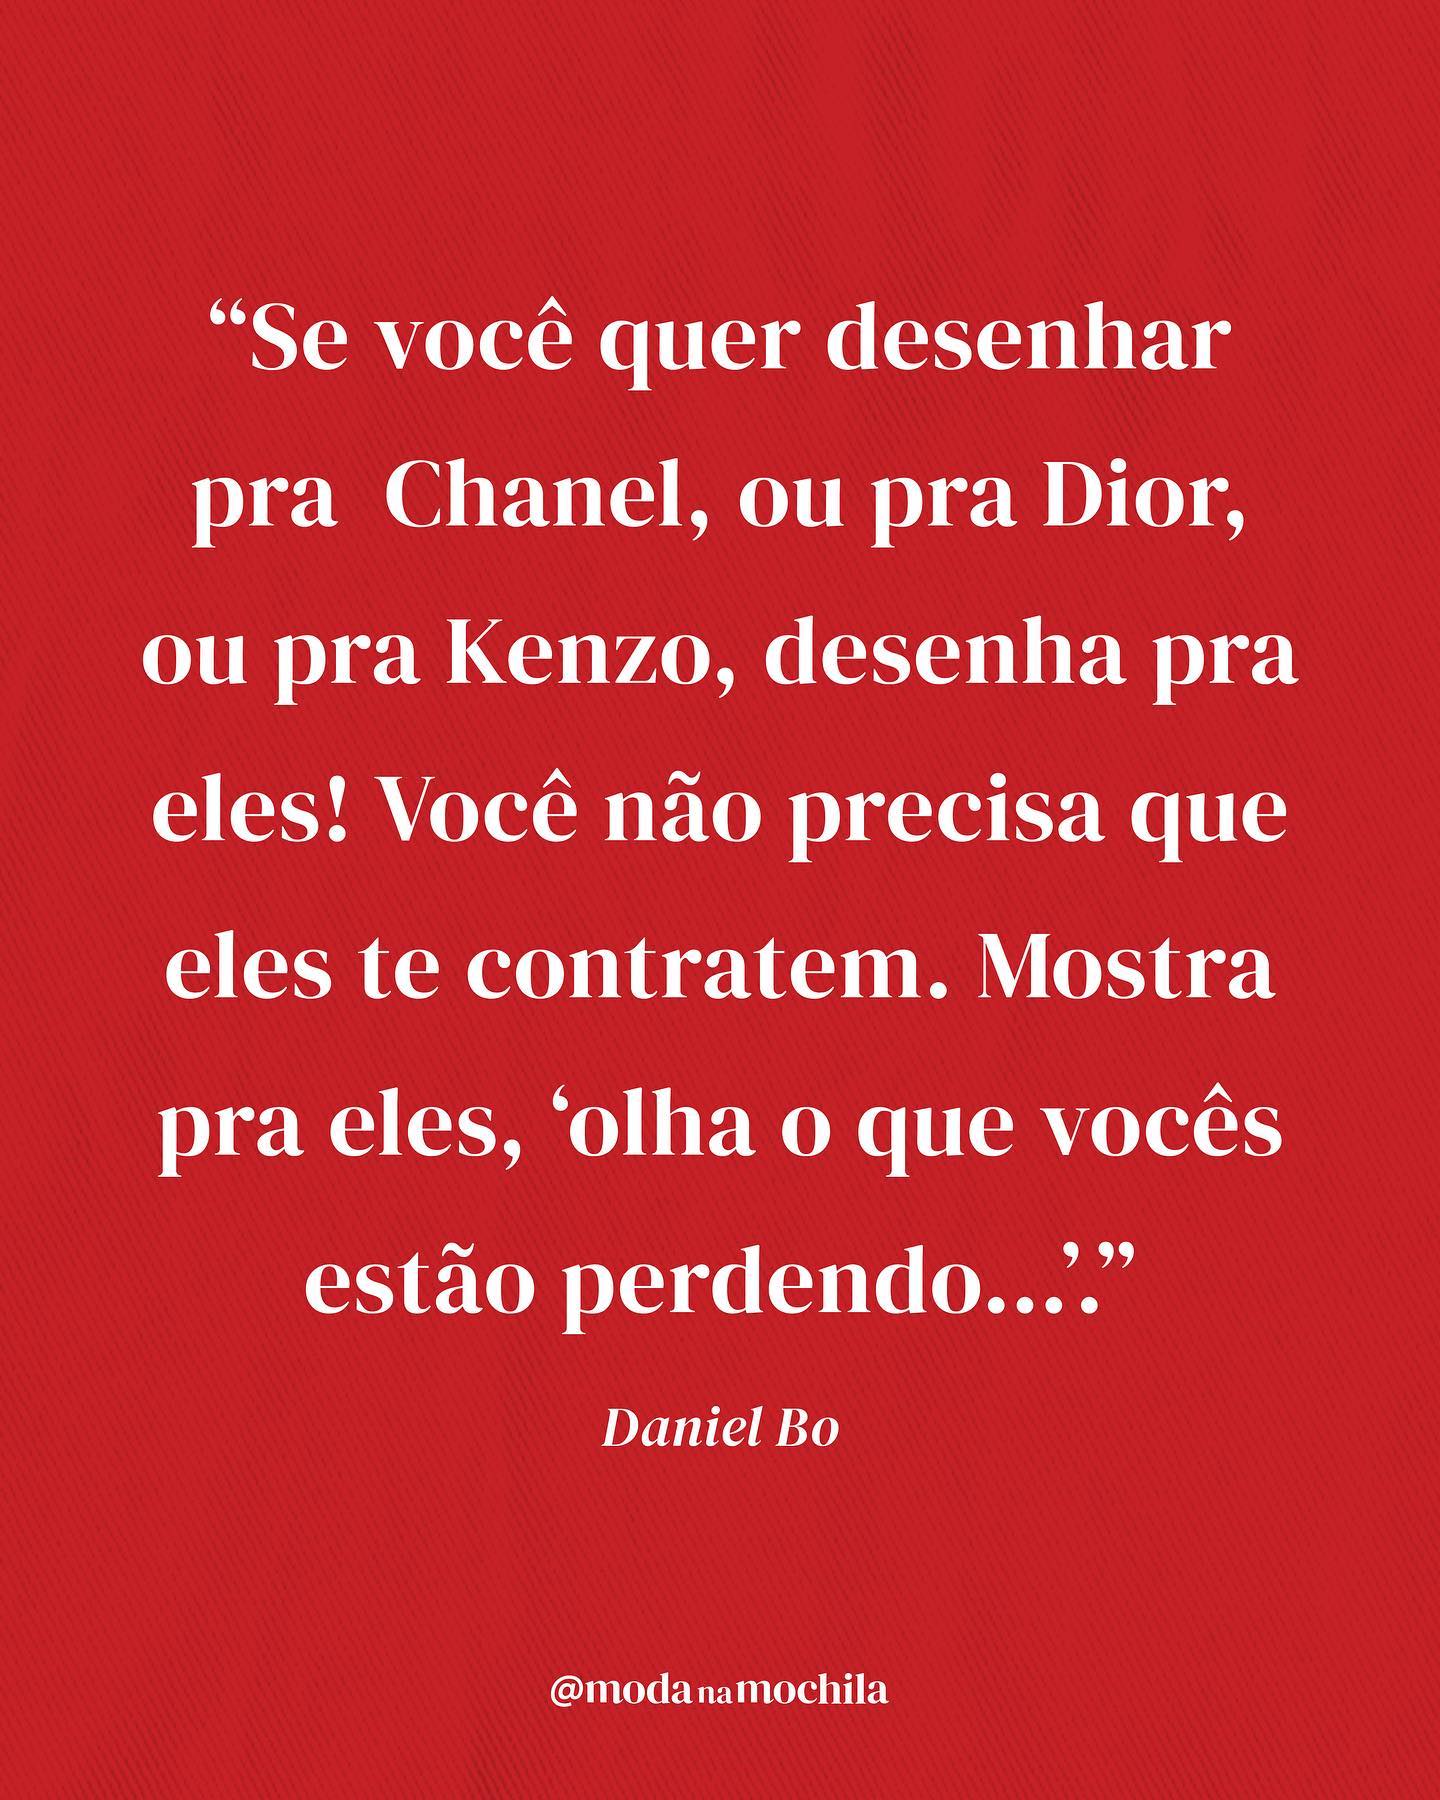 “Se você quer desenhar
pra  Chanel, ou pra Dior,
ou pra Kenzo, desenha pra
eles! Você não precisa que
eles te contratem. Mostra
pra eles, ‘olha o que vocês
estão perdendo...’.”
Daniel Bo
@modanamochila